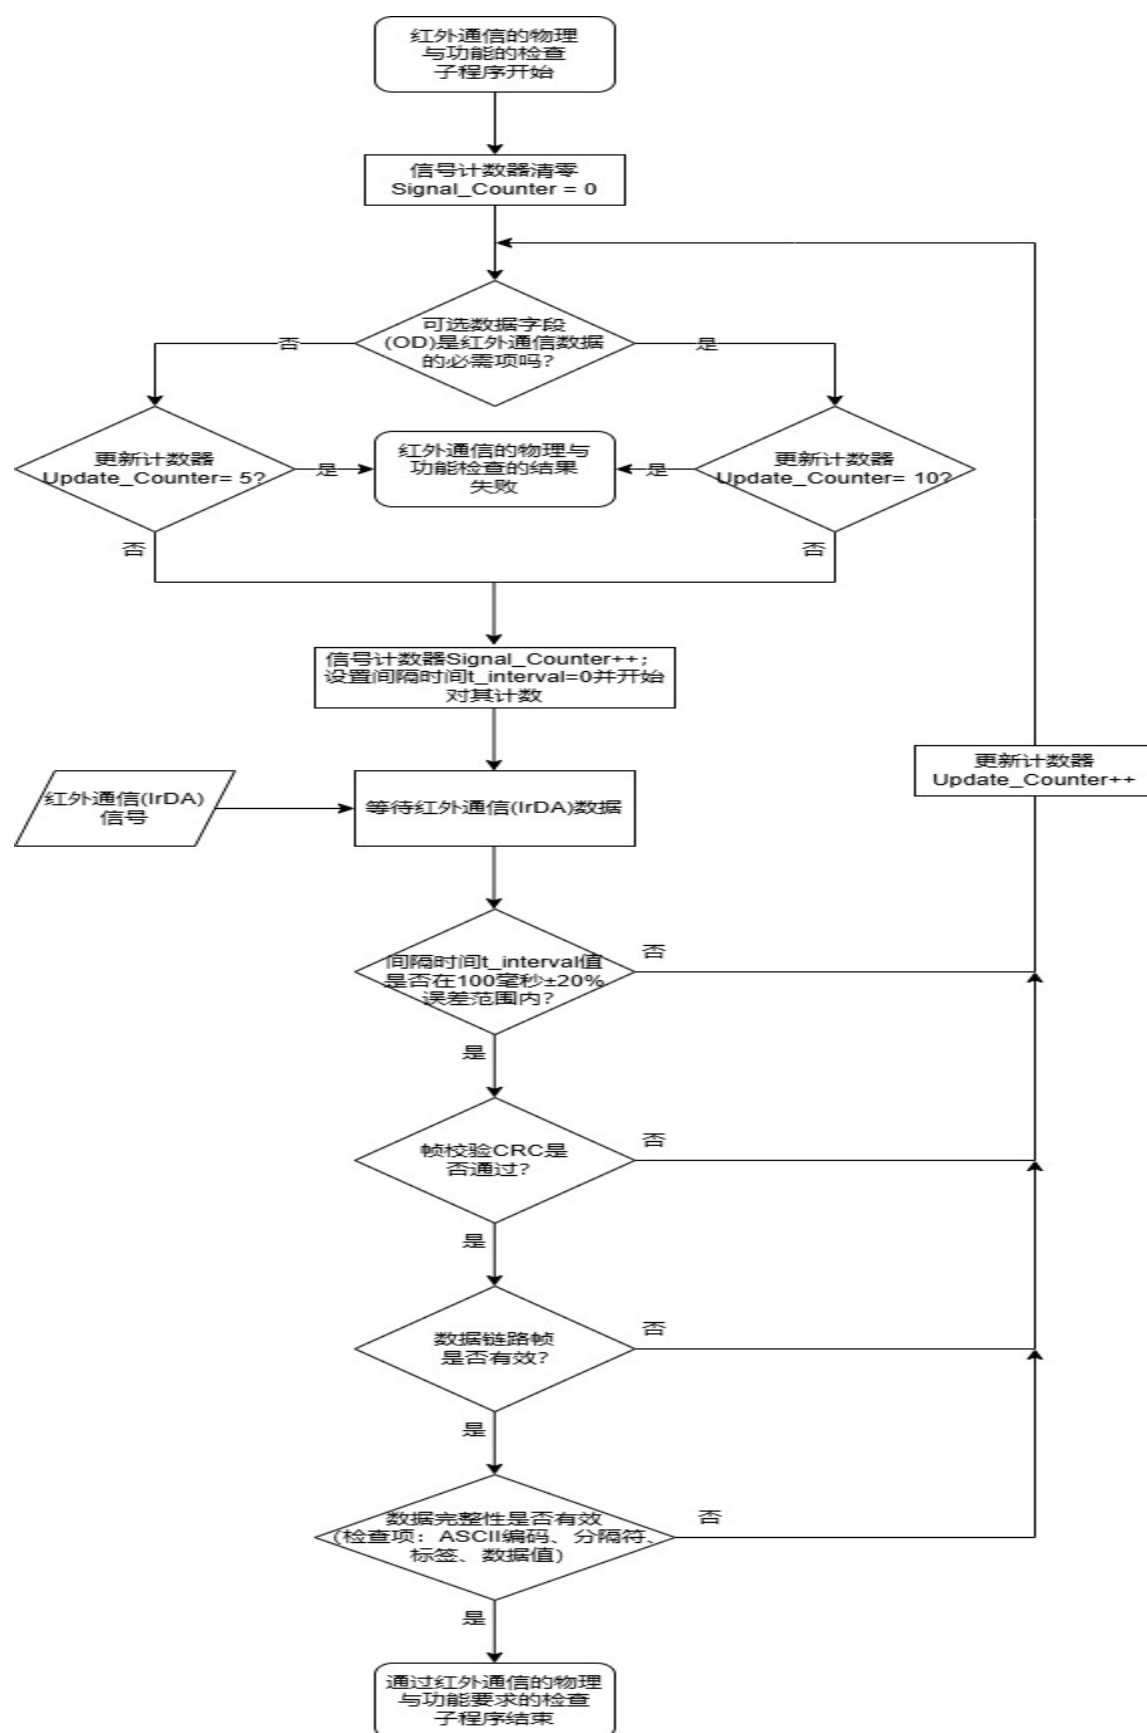 红外通信的物理
与功能的检查
子程序开始
信号计数器清零
Signal_Counter = 0
可选数据字段
(OD)是红外通信数据
的必需项吗?
否
是
更新计数器
Update_Counter= 5?
是
红外通信的物理与
功能检查的结果
失败
是
更新计数器
Update_Counter= 10?
否
否
信号计数器Signal_Counter++;
设置间隔时间t_interval=0并开始
对其计数
更新计数器
Update_Counter++
红外通信(IrDA)
信号
等待红外通信(IrDA)数据
间隔时间t_interval值
是否在100毫秒±20%
误差范围内?
否
是
帧校验CRC是
否通过?
否
是
数据链路帧
是否有效?
否
是
数据完整性是否有效
(检查项：ASCII编码、分隔符、
标签、数据值)
否
是
通过红外通信的物理
与功能要求的检查
子程序结束